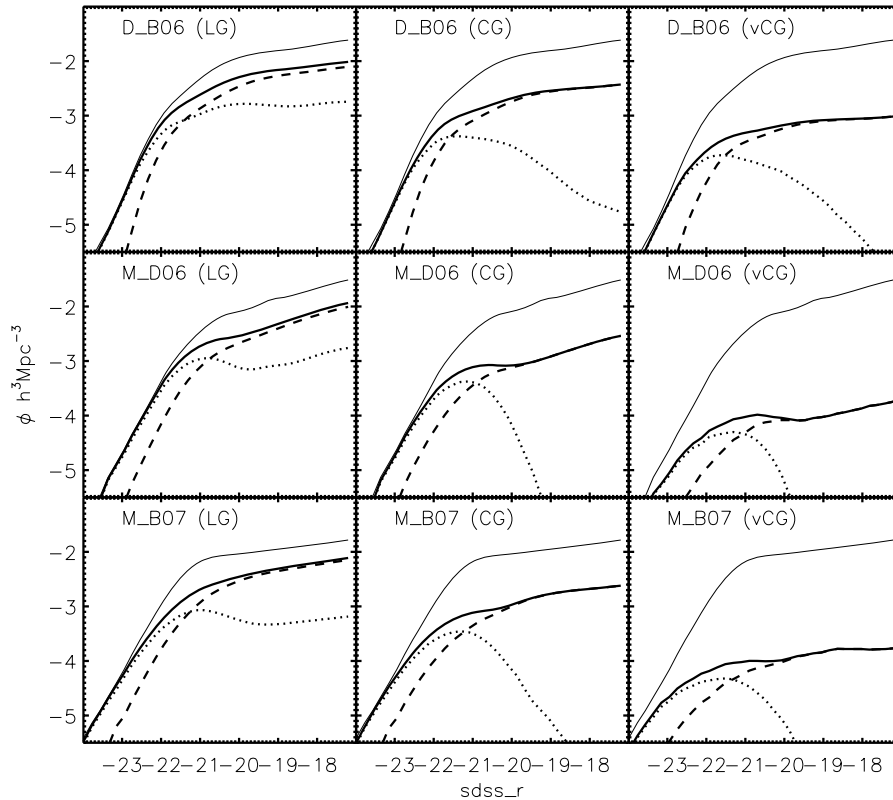 D_B06 (LG) D_B06 (CG) D_B06 (vCG)
-2
-3
-4
-5
M_D06 (LG) M_D06 (CG) M_D06 (vCG)
-2
-3
-4
-5
ϕ h³Mpc⁻³
M_B07 (LG) M_B07 (CG) M_B07 (vCG)
-2
-3
-4
-5
-23-22-21-20-19-18 -23-22-21-20-19-18 -23-22-21-20-19-18
sdss_r